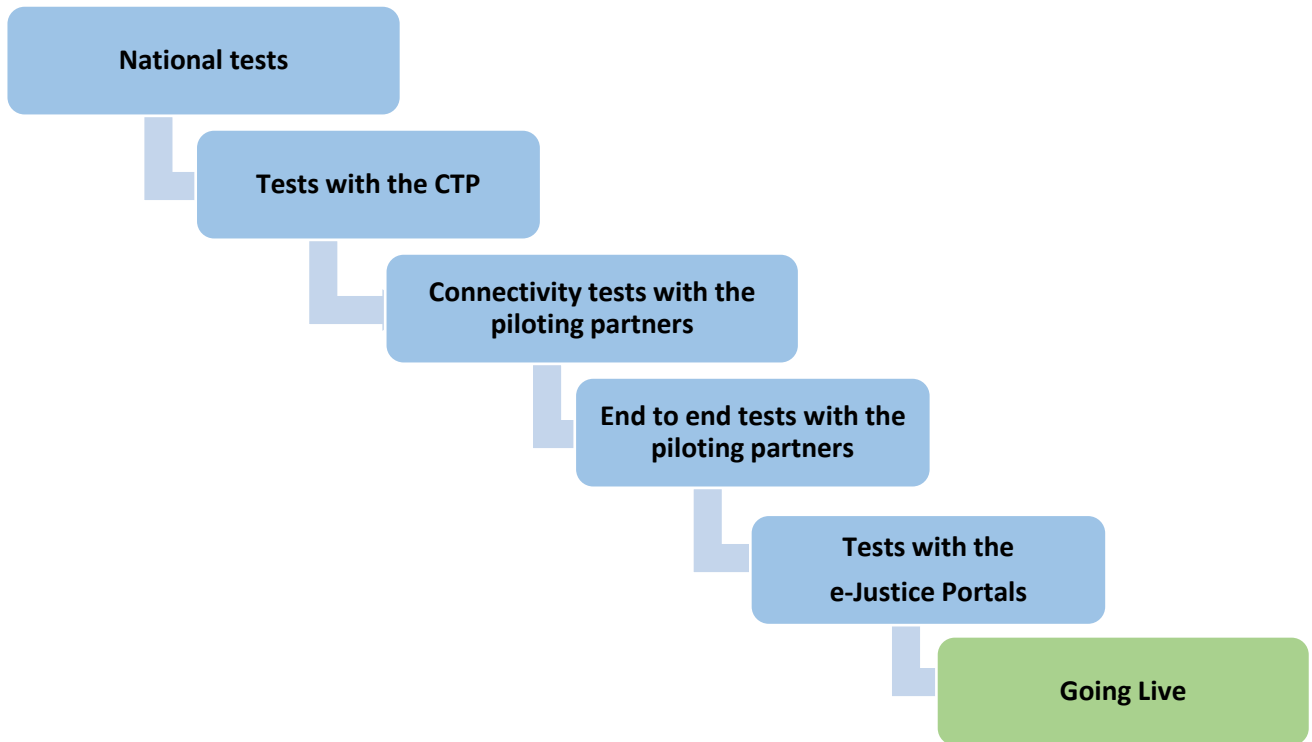 National tests
Tests with the CTP
Connectivity tests with the
piloting partners
End to end tests with the
piloting partners
Tests with the
e-Justice Portals
Going Live